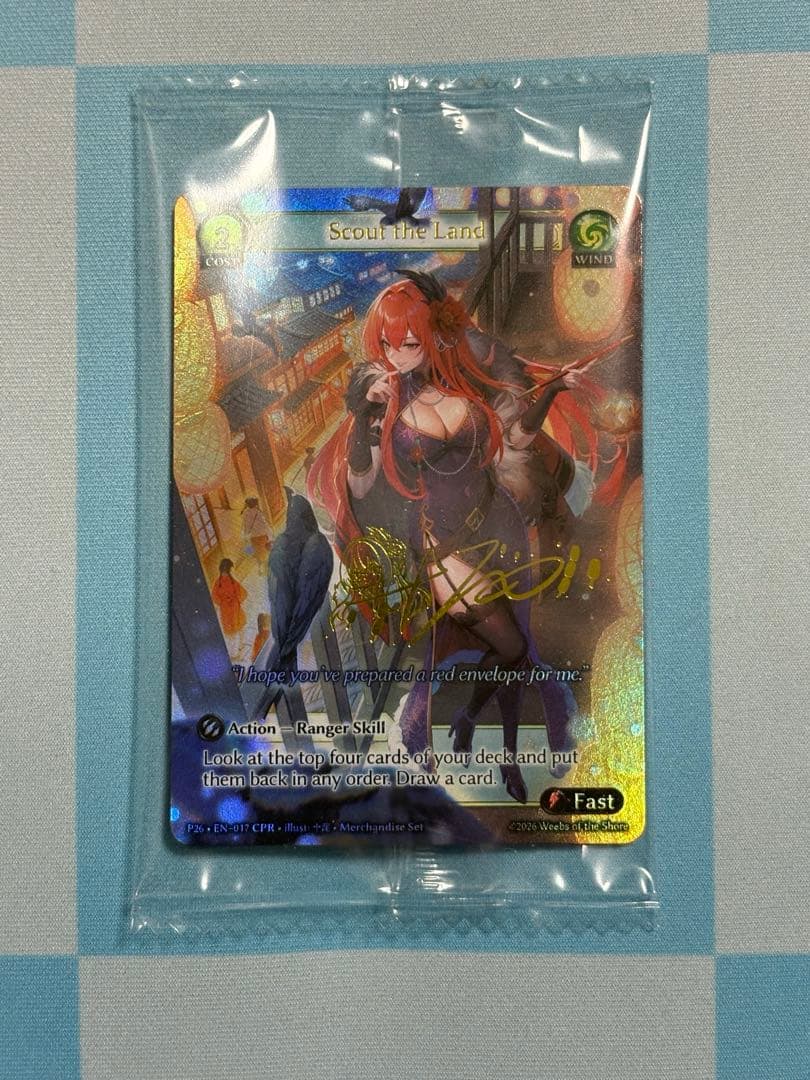 Scout the Land
2
COST
WIND
“I hope you’ve prepared a red envelope for me.”
Action — Ranger Skill
Look at the top four cards of your deck and put
them back in any order. Draw a card.
Fast
P26 • EN-017 CPR • illust: • Merchandise Set
©2026 Weebs of the Shore